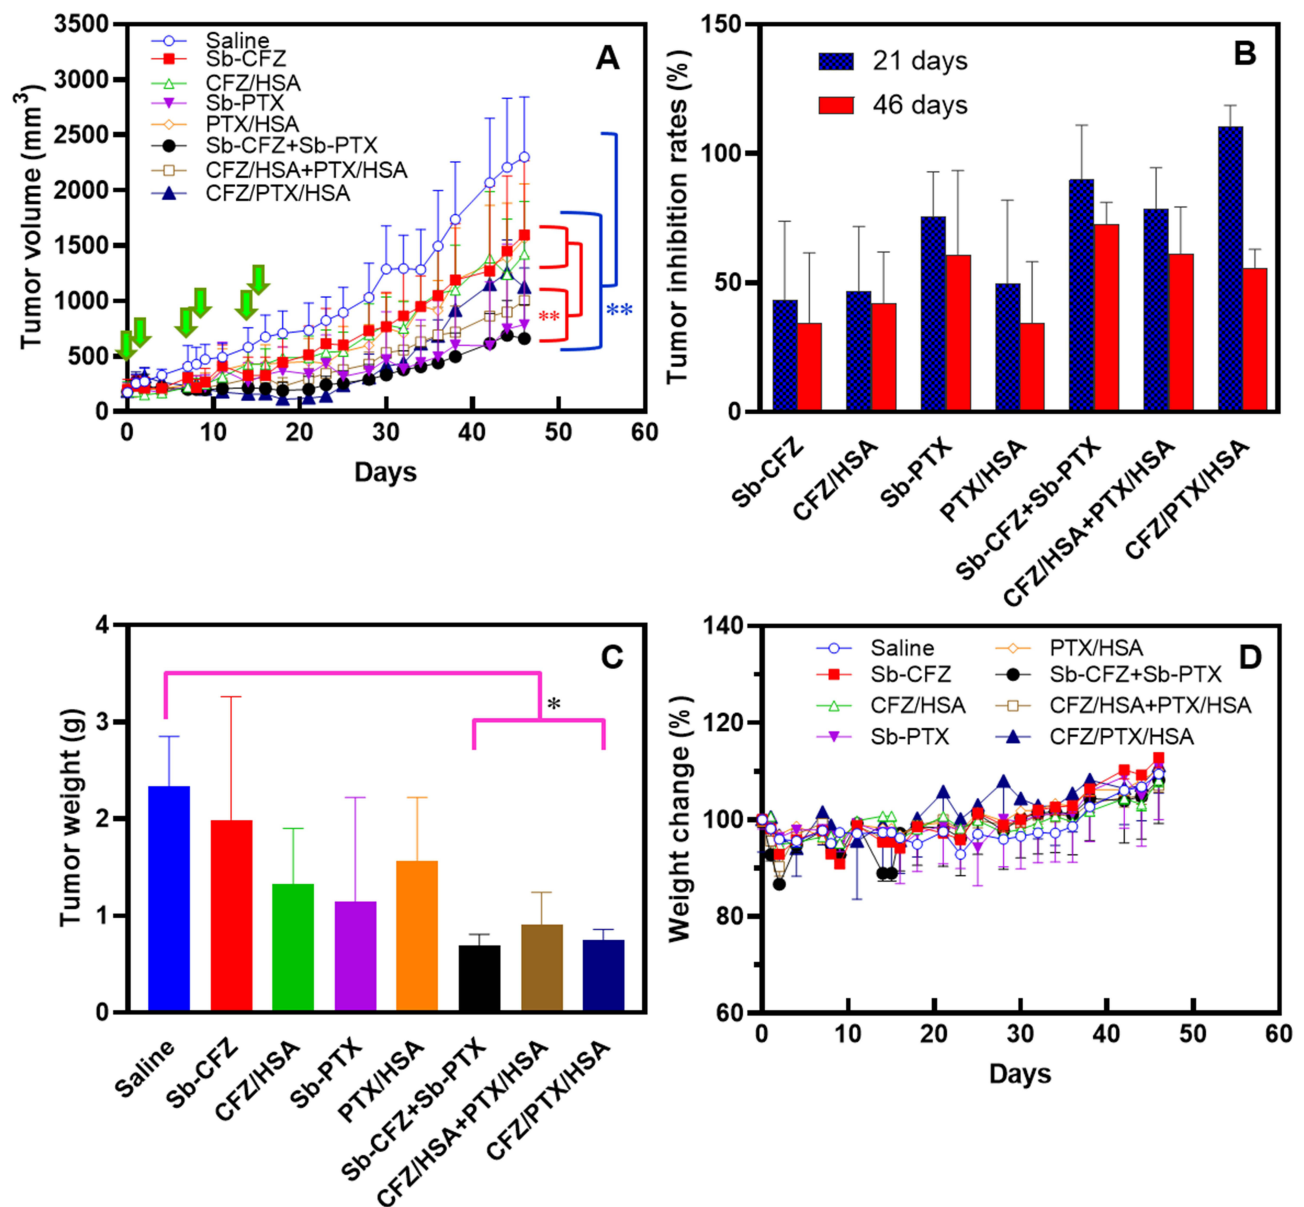 A
Tumor volume (mm3)
3500
3000
2500
2000
1500
1000
500
0
Saline
Sb-CFZ
CFZ/HSA
Sb-PTX
PTX/HSA
Sb-CFZ+Sb-PTX
CFZ/HSA+PTX/HSA
CFZ/PTX/HSA
**
**
0 10 20 30 40 50 60
Days
B
Tumor inhibition rates (%)
150
100
50
0
21 days
46 days
Sb-CFZ
CFZ/HSA
Sb-PTX
PTX/HSA
Sb-CFZ+Sb-PTX
CFZ/HSA+PTX/HSA
CFZ/PTX/HSA
C
Tumor weight (g)
4
3
2
1
0
*
Saline
Sb-CFZ
CFZ/HSA
Sb-PTX
PTX/HSA
Sb-CFZ+Sb-PTX
CFZ/HSA+PTX/HSA
CFZ/PTX/HSA
D
Weight change (%)
140
120
100
80
60
Saline
Sb-CFZ
CFZ/HSA
Sb-PTX
PTX/HSA
Sb-CFZ+Sb-PTX
CFZ/HSA+PTX/HSA
CFZ/PTX/HSA
0 10 20 30 40 50 60
Days